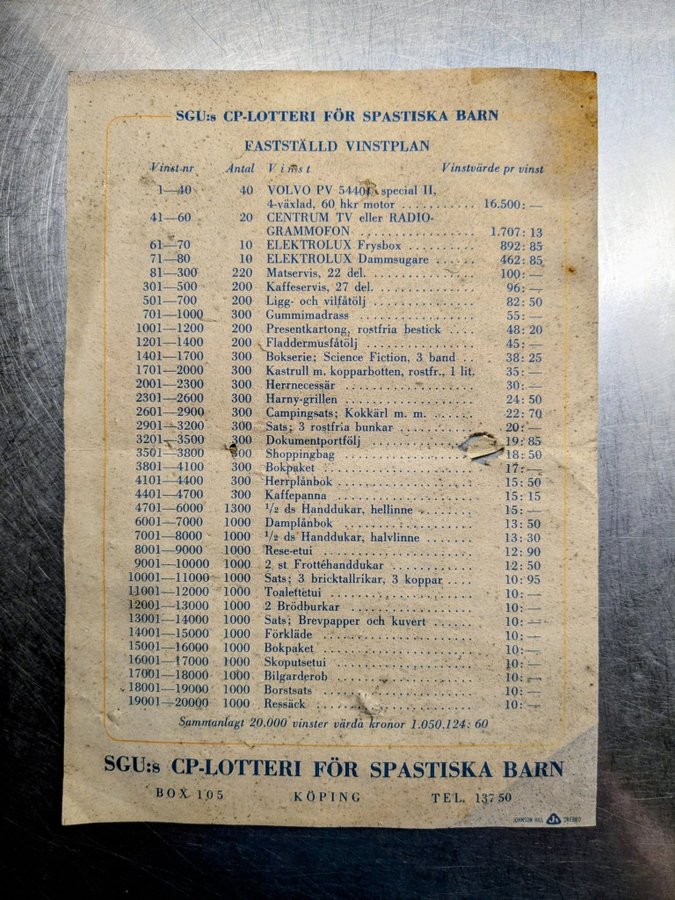 SGU:s CP-LOTTERI FÖR SPASTISKA BARN
FASTSTÄLLD VINSTPLAN
Vinst-nr Antal Vinst Vinstvärde pr vinst
1—40 40 VOLVO PV 54404, special II,
4-växlad, 60 hkr motor ........... 16.500: —
41—60 20 CENTRUM TV eller RADIO-
GRAMMOFON ................. 1.707: 13
61—70 10 ELEKTROLUX Frysbox ........... 892: 85
71—80 10 ELEKTROLUX Dammsugare ....... 462: 85
81—300 220 Matservis, 22 del. ................ 100: —
301—500 200 Kaffeservis, 27 del. ............... 96: —
501—700 200 Ligg- och vilfåtölj ................ 82: 50
701—1000 300 Gummimadrass ................... 55: —
1001—1200 200 Presentkartong, rostfria bestick .... 48: 20
1201—1400 200 Fladdermusfåtölj .................. 45: —
1401—1700 300 Bokserie; Science Fiction, 3 band .. 38: 25
1701—2000 300 Kastrull m. kopparbotten, rostfr., 1 lit. 35: —
2001—2300 300 Herrnecessär ..................... 30: —
2301—2600 300 Harny-grillen ..................... 24: 50
2601—2900 300 Campingsats; Kokkärl m. m. ....... 22: 70
2901—3200 300 Sats; 3 rostfria bunkar ............ 20: —
3201—3500 300 Dokumentportfölj ................. 19: 85
3501—3800 300 Shoppingbag ..................... 18: 50
3801—4100 300 Bokpaket ........................ 17: —
4101—4400 300 Herrplånbok ..................... 15: 50
4401—4700 300 Kaffepanna ...................... 15: 15
4701—6000 1300 1/2 ds Handdukar, hellinne ........ 15: —
6001—7000 1000 Damplånbok ..................... 13: 50
7001—8000 1000 1/2 ds Handdukar, halvlinne ....... 13: 30
8001—9000 1000 Rese-etui ........................ 12: 90
9001—10000 1000 2 st Frottéhanddukar .............. 12: 50
10001—11000 1000 Sats; 3 bricktallrikar, 3 koppar .... 10: 95
11001—12000 1000 Toalettetui ...................... 10: —
12001—13000 1000 2 Brödburkar .................... 10: —
13001—14000 1000 Sats; Brevpapper och kuvert ....... 10: —
14001—15000 1000 Förkläde ........................ 10: —
15001—16000 1000 Bokpaket ........................ 10: —
16001—17000 1000 Skoputsetui ...................... 10: —
17001—18000 1000 Bilgarderob ...................... 10: —
18001—19000 1000 Borstsats ........................ 10: —
19001—20000 1000 Ressäck ......................... 10: —
Sammanlagt 20.000 vinster värda kronor 1.050.124: 60
SGU:s CP-LOTTERI FÖR SPASTISKA BARN
BOX 105 KÖPING TEL. 137 50
JOHNSON HILL ÖREBRO